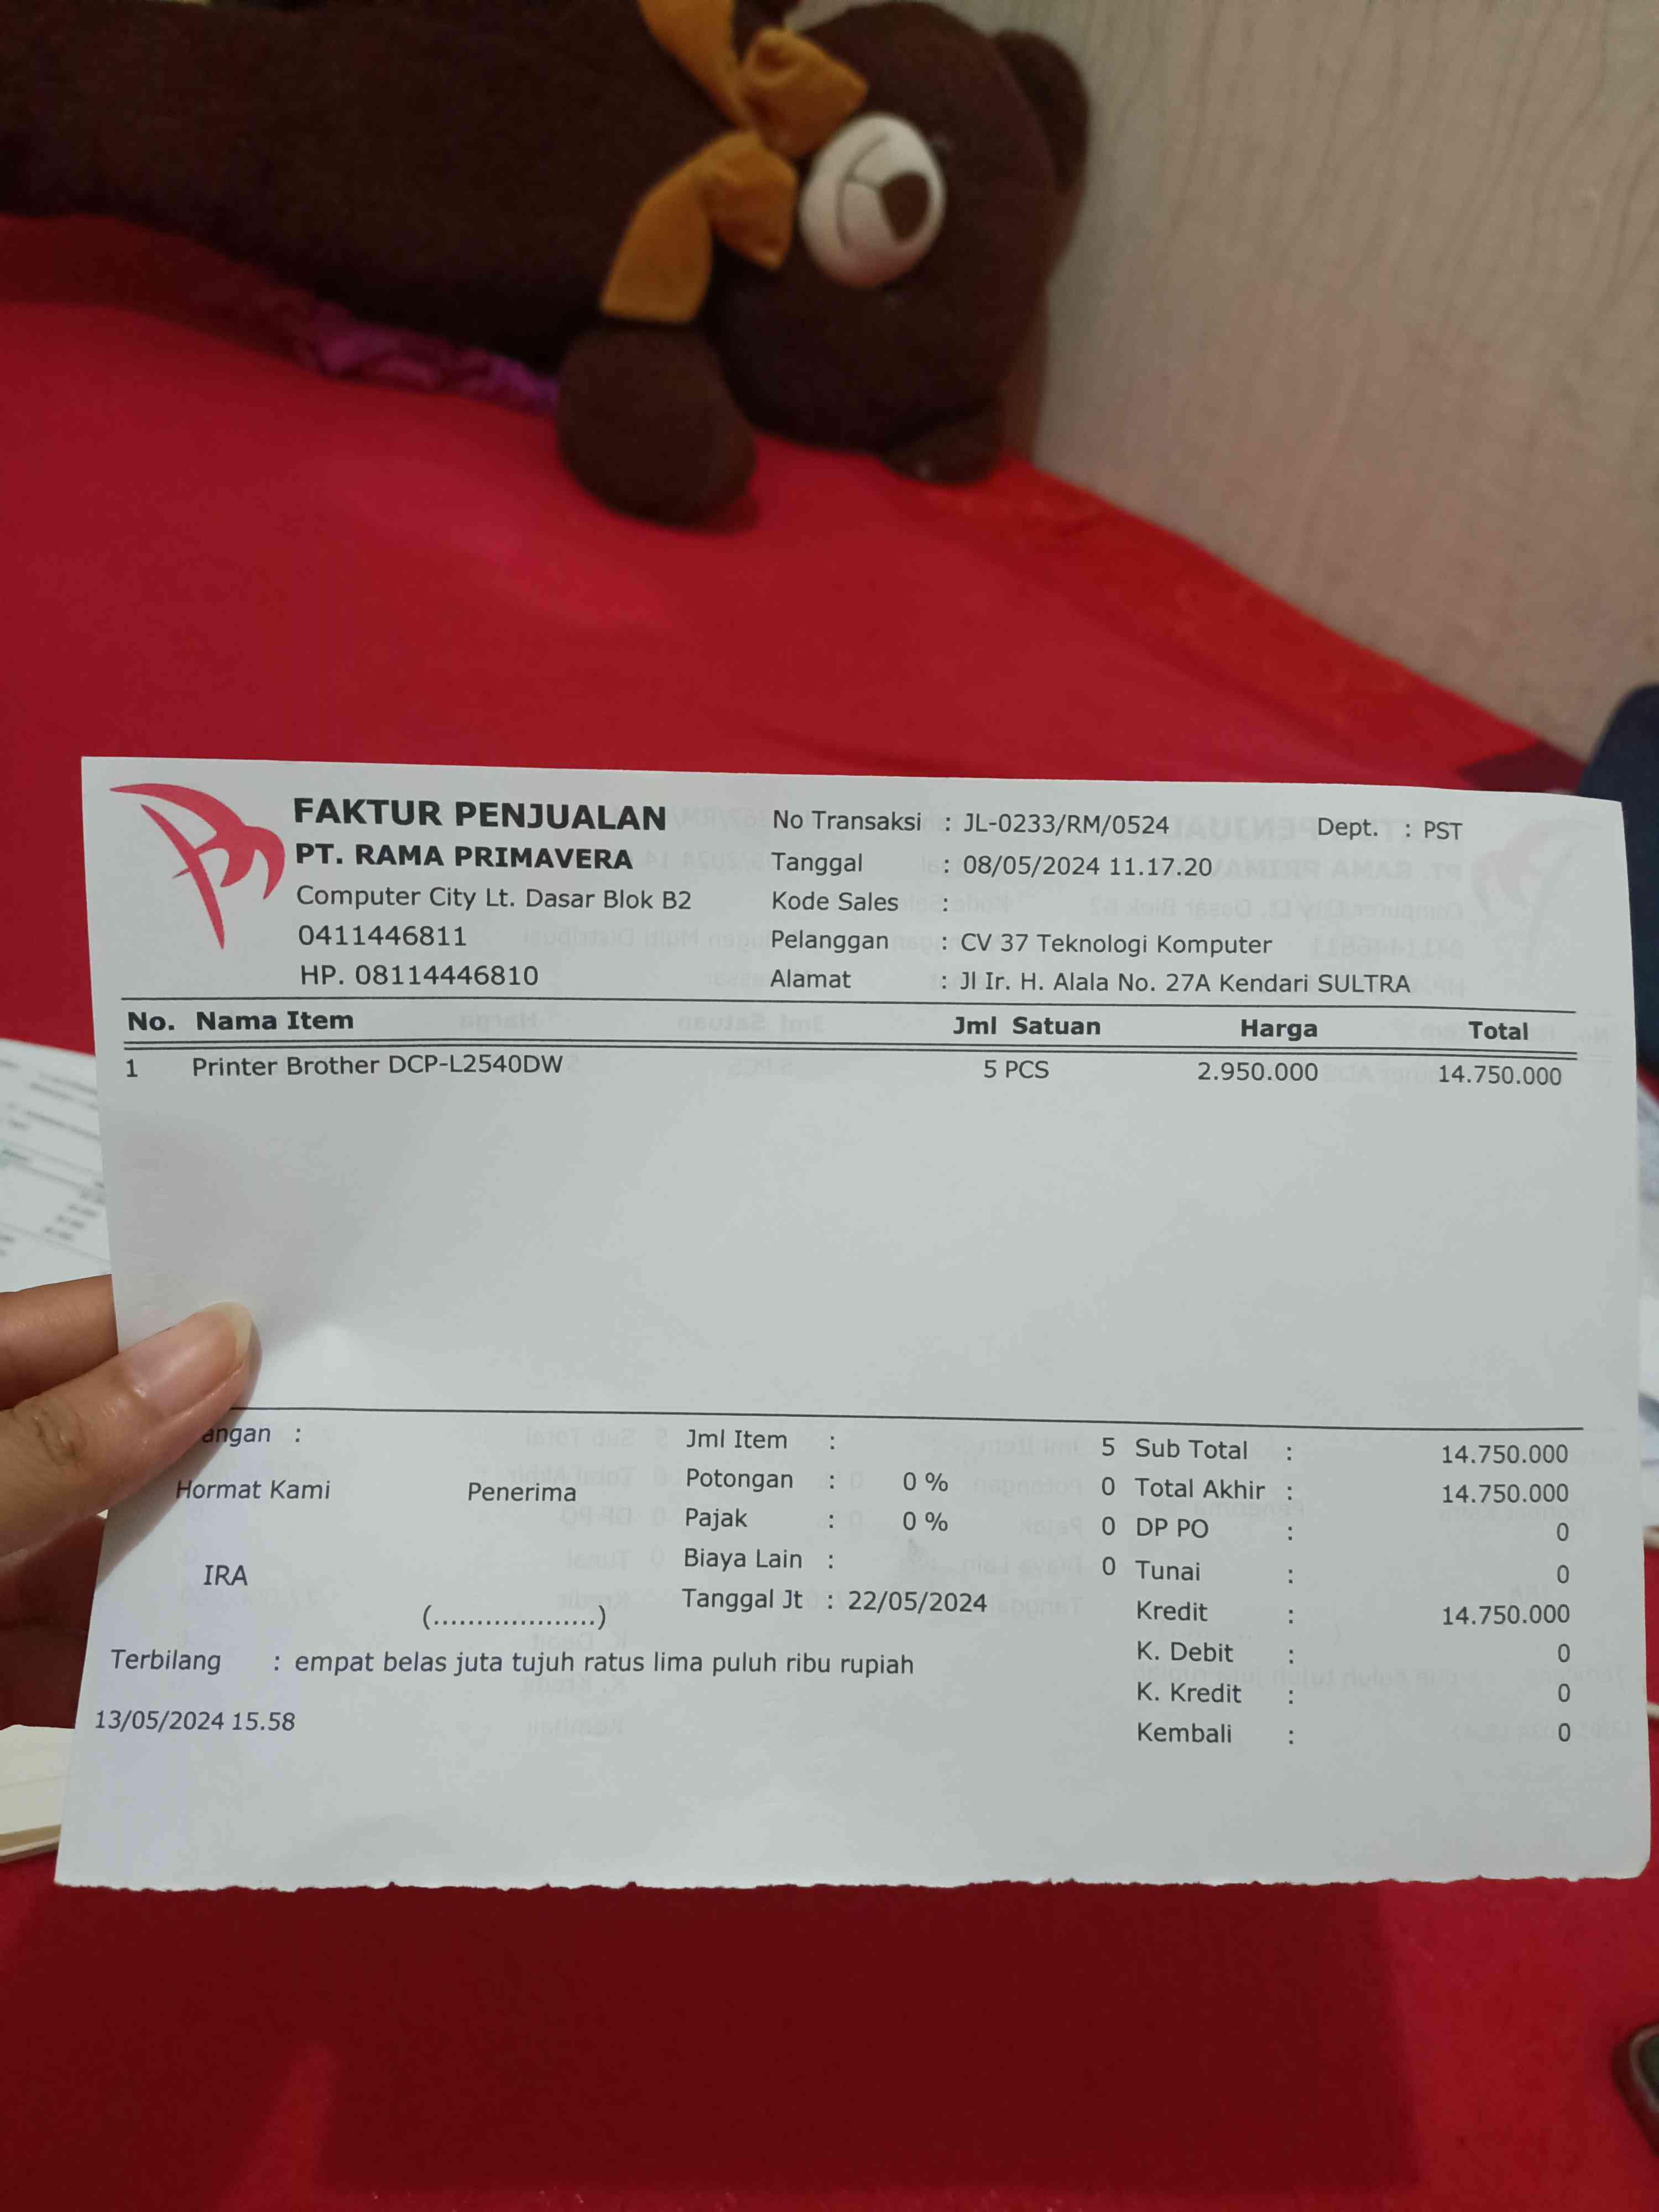 FAKTUR PENJUALAN
PT. RAMA PRIMAVERA
Computer City Lt. Dasar Blok B2
0411446811
HP. 08114446810
No Transaksi : JL-0233/RM/0524 Dept. : PST
Tanggal : 08/05/2024 11.17.20
Kode Sales :
Pelanggan : CV 37 Teknologi Komputer
Alamat : Jl Ir. H. Alala No. 27A Kendari SULTRA
No. Nama Item Jml Satuan Harga Total
1 Printer Brother DCP-L2540DW 5 PCS 2.950.000 14.750.000
angan :
Hormat Kami Penerima
IRA
(...................)
Jml Item : 5
Potongan : 0 % 0
Pajak : 0 % 0
Biaya Lain : 0
Tanggal Jt : 22/05/2024
Sub Total : 14.750.000
Total Akhir : 14.750.000
DP PO : 0
Tunai : 0
Kredit : 14.750.000
K. Debit : 0
K. Kredit : 0
Kembali : 0
Terbilang : empat belas juta tujuh ratus lima puluh ribu rupiah
13/05/2024 15.58